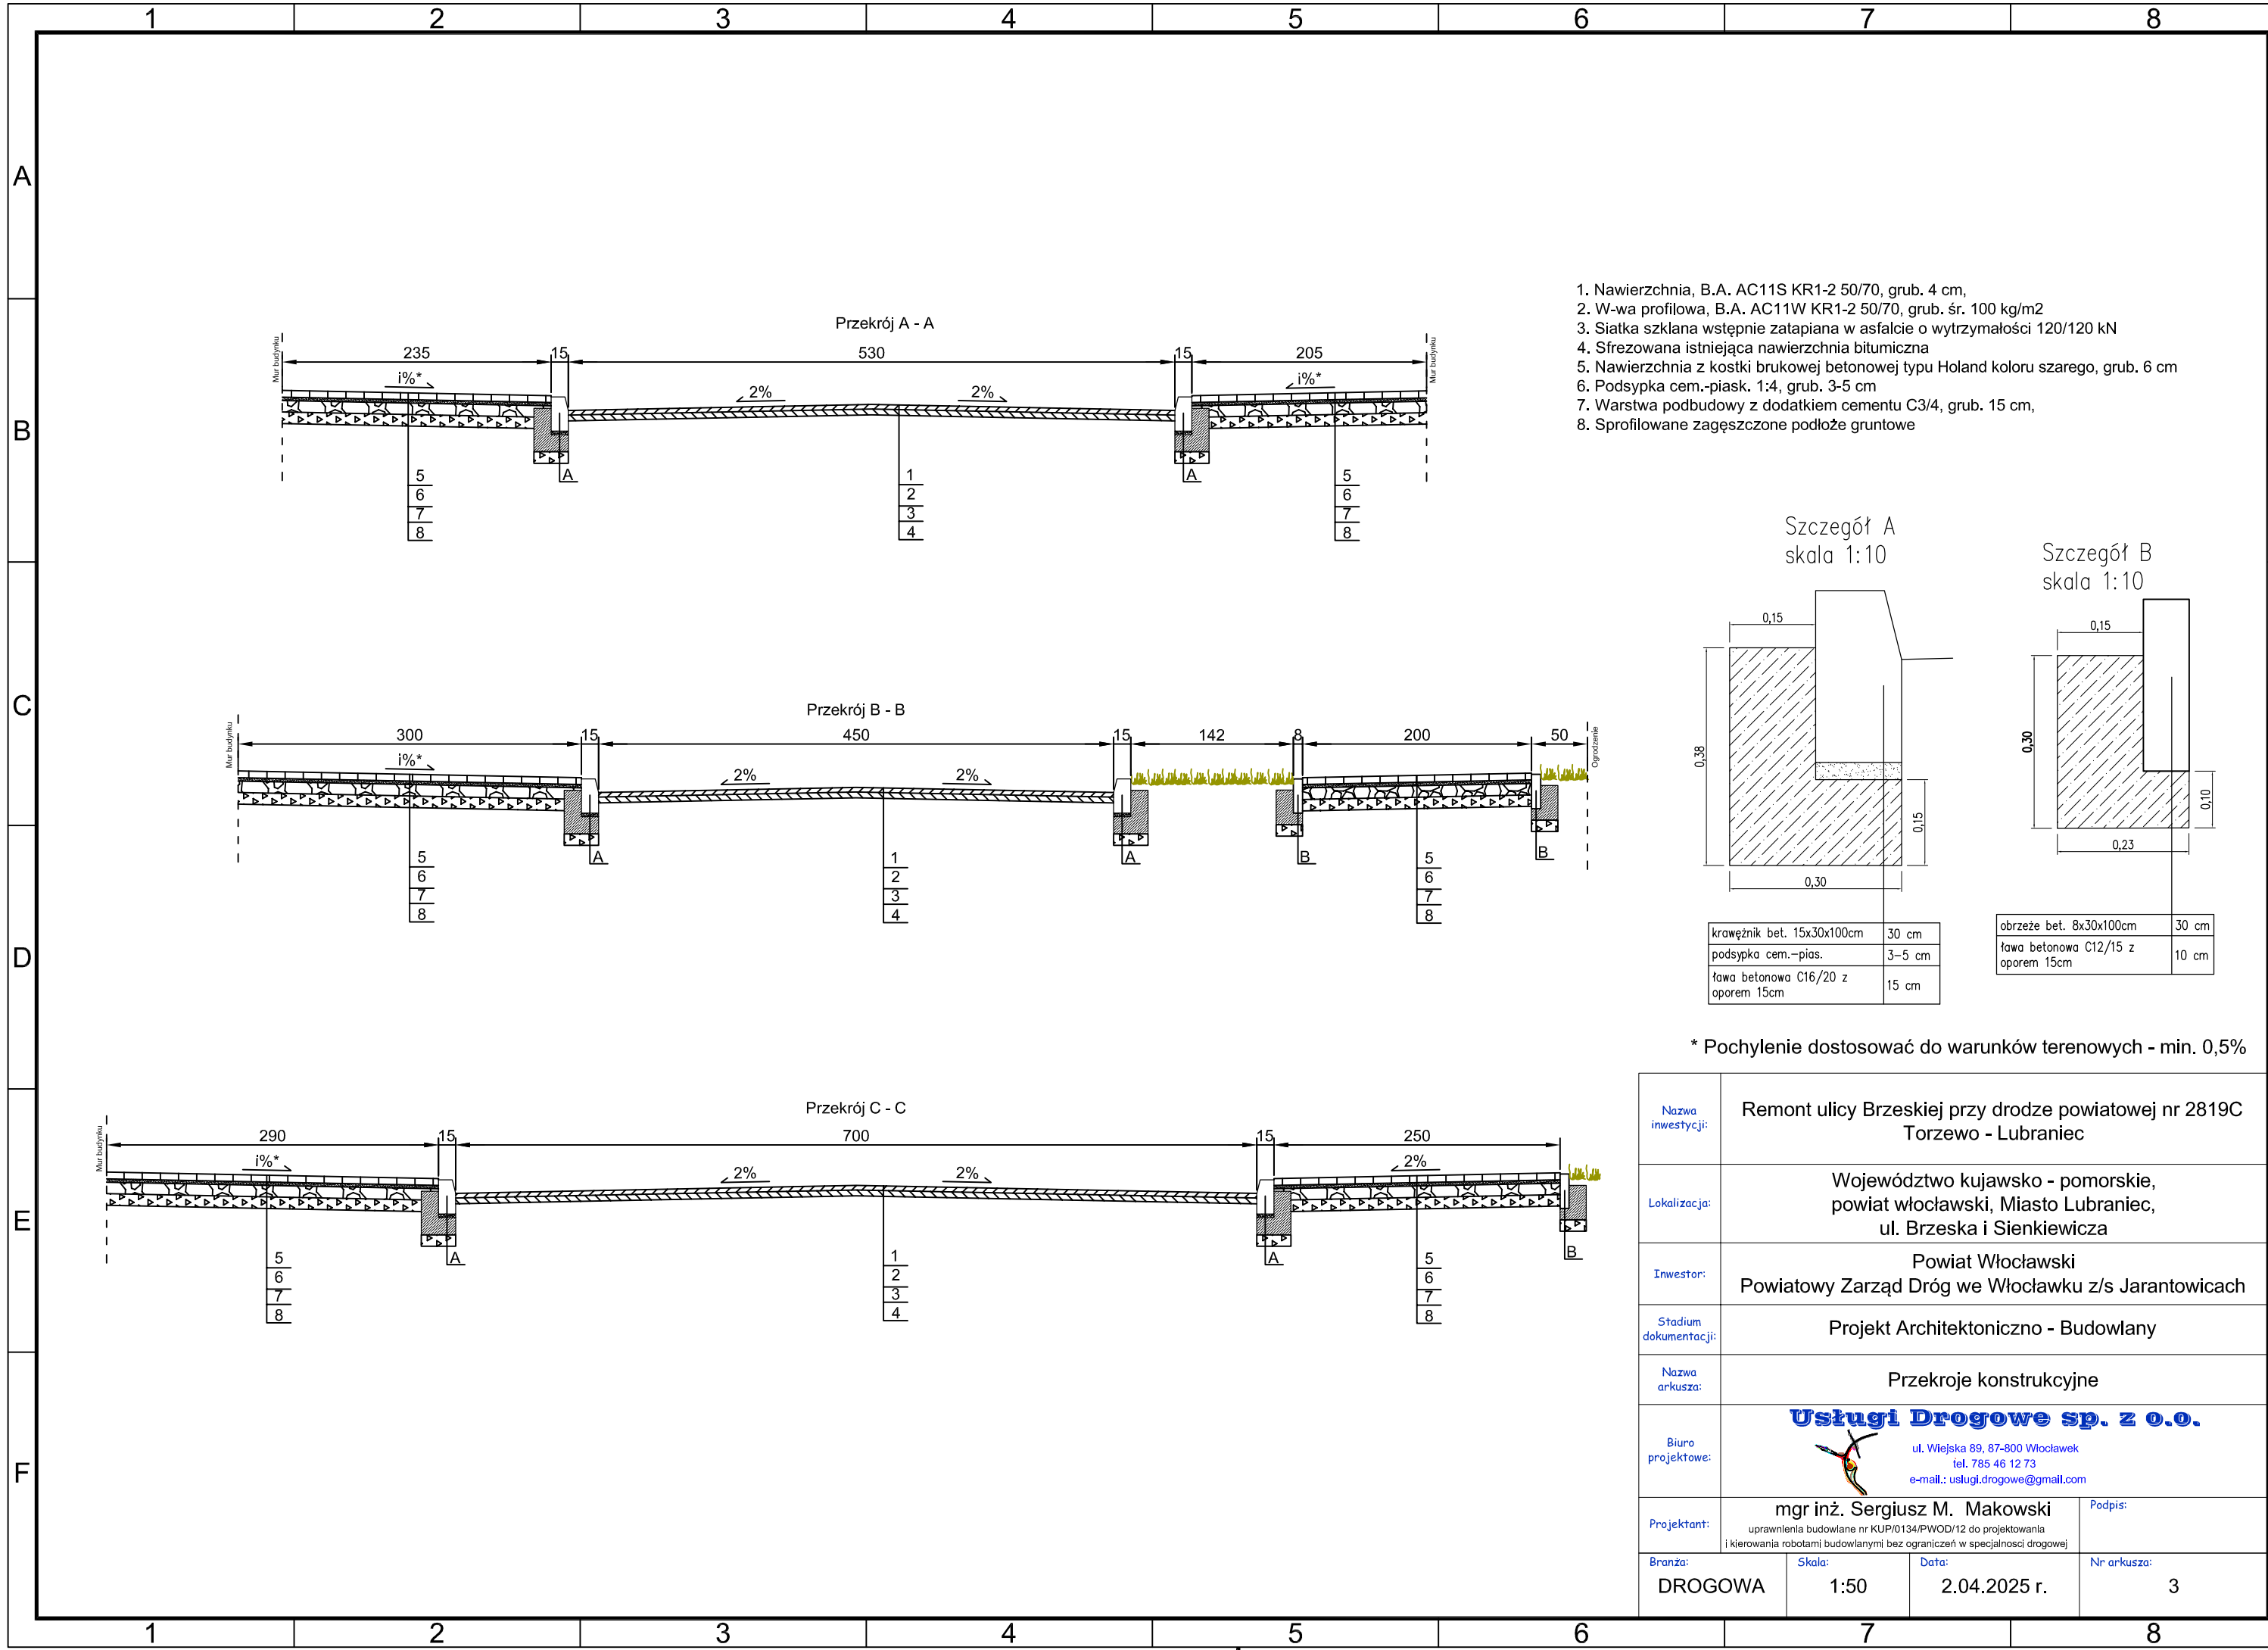 1 2 3 4 5 6 7 8
A
B
C
D
E
F
Przekrój A - A
Mur budynku
235
15
530
15
205
Mur budynku
i%*
2%
2%
i%*
A
A
5
6
7
8
1
2
3
4
5
6
7
8
1. Nawierzchnia, B.A. AC11S KR1-2 50/70, grub. 4 cm,
2. W-wa profilowa, B.A. AC11W KR1-2 50/70, grub. śr. 100 kg/m2
3. Siatka szklana wstępnie zatapiana w asfalcie o wytrzymałości 120/120 kN
4. Sfrezowana istniejąca nawierzchnia bitumiczna
5. Nawierzchnia z kostki brukowej betonowej typu Holand koloru szarego, grub. 6 cm
6. Podsypka cem.-piask. 1:4, grub. 3-5 cm
7. Warstwa podbudowy z dodatkiem cementu C3/4, grub. 15 cm,
8. Sprofilowane zagęszczone podłoże gruntowe
Przekrój B - B
Mur budynku
300
15
450
15
142
8
200
50
Ogrodzenie
i%*
2%
2%
A
A
B
B
5
6
7
8
1
2
3
4
5
6
7
8
Przekrój C - C
Mur budynku
290
15
700
15
250
i%*
2%
2%
2%
A
A
B
5
6
7
8
1
2
3
4
5
6
7
8
Szczegół A
skala 1:10
0,15
0,38
0,15
0,30
krawężnik bet. 15x30x100cm 30 cm
podsypka cem.-pias. 3-5 cm
ława betonowa C16/20 z
oporem 15cm
15 cm
Szczegół B
skala 1:10
0,15
0,30
0,10
0,23
obrzeże bet. 8x30x100cm 30 cm
ława betonowa C12/15 z
oporem 15cm
10 cm
* Pochylenie dostosować do warunków terenowych - min. 0,5%
Nazwa
inwestycji:
Remont ulicy Brzeskiej przy drodze powiatowej nr 2819C
Torzewo - Lubraniec
Lokalizacja:
Województwo kujawsko - pomorskie,
powiat włocławski, Miasto Lubraniec,
ul. Brzeska i Sienkiewicza
Inwestor:
Powiat Włocławski
Powiatowy Zarząd Dróg we Włocławku z/s Jarantowicach
Stadium
dokumentacji:
Projekt Architektoniczno - Budowlany
Nazwa
arkusza:
Przekroje konstrukcyjne
Biuro
projektowe:
Usługi Drogowe sp. z o.o.
ul. Wiejska 89, 87-800 Włocławek
tel. 785 46 12 73
e-mail.: uslugi.drogowe@gmail.com
Projektant:
mgr inż. Sergiusz M. Makowski
uprawnienia budowlane nr KUP/0134/PWOD/12 do projektowania
i kierowania robotami budowlanymi bez ograniczeń w specjalnosci drogowej
Podpis:
Branża:
DROGOWA
Skala:
1:50
Data:
2.04.2025 r.
Nr arkusza:
3
1 2 3 4 5 6 7 8